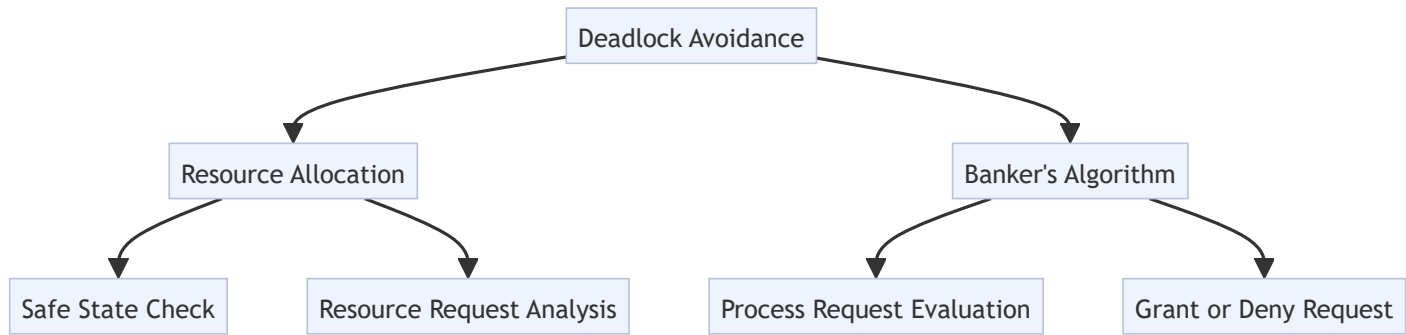 Deadlock Avoidance
Resource Allocation
Banker's Algorithm
Safe State Check
Resource Request Analysis
Process Request Evaluation
Grant or Deny Request